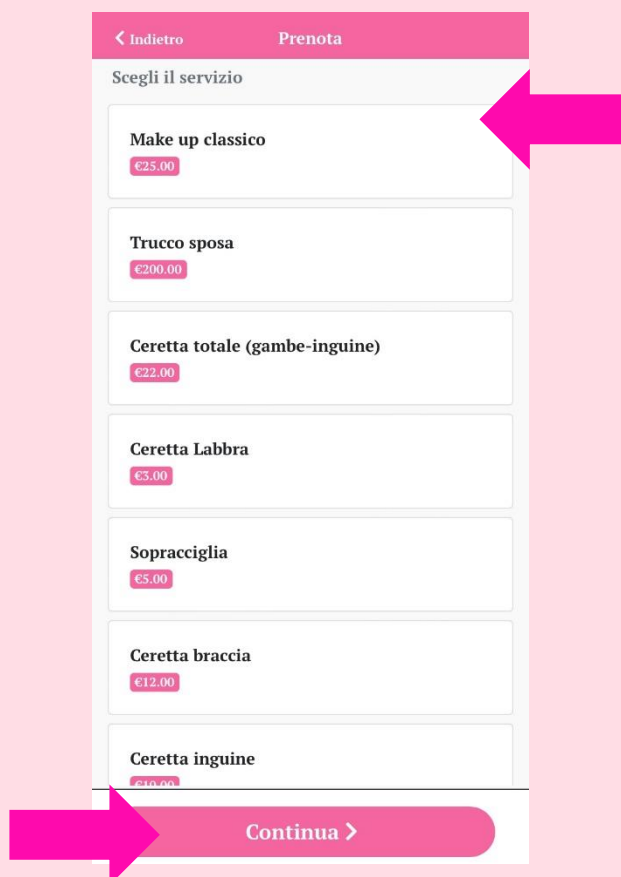 Indietro
Prenota
Scegli il servizio
Make up classico
€25.00
Trucco sposa
€200.00
Ceretta totale (gambe-inguine)
€22.00
Ceretta Labbra
€3.00
Sopracciglia
€5.00
Ceretta braccia
€12.00
Ceretta inguine
Continua